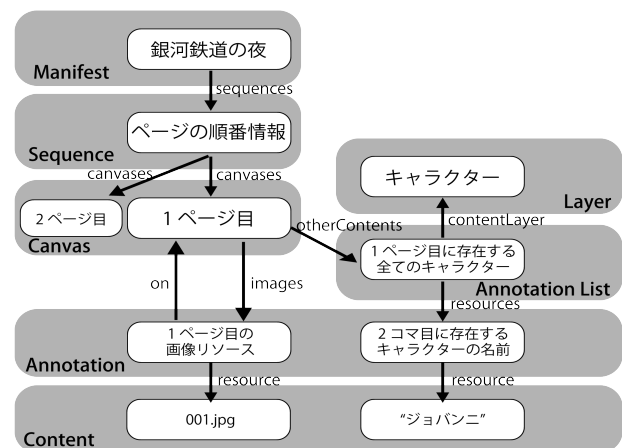 銀河鉄道の夜
Manifest
sequences
ページの順番情報
Sequence
canvases
canvases
2 ページ目
1 ページ目
Canvas
otherContents
キャラクター
Layer
contentLayer
1 ページ目に存在する
全てのキャラクター
Annotation List
on
images
resources
1 ページ目の
画像リソース
2 コマ目に存在する
キャラクターの名前
Annotation
resource
resource
001.jpg
“ジョバンニ”
Content